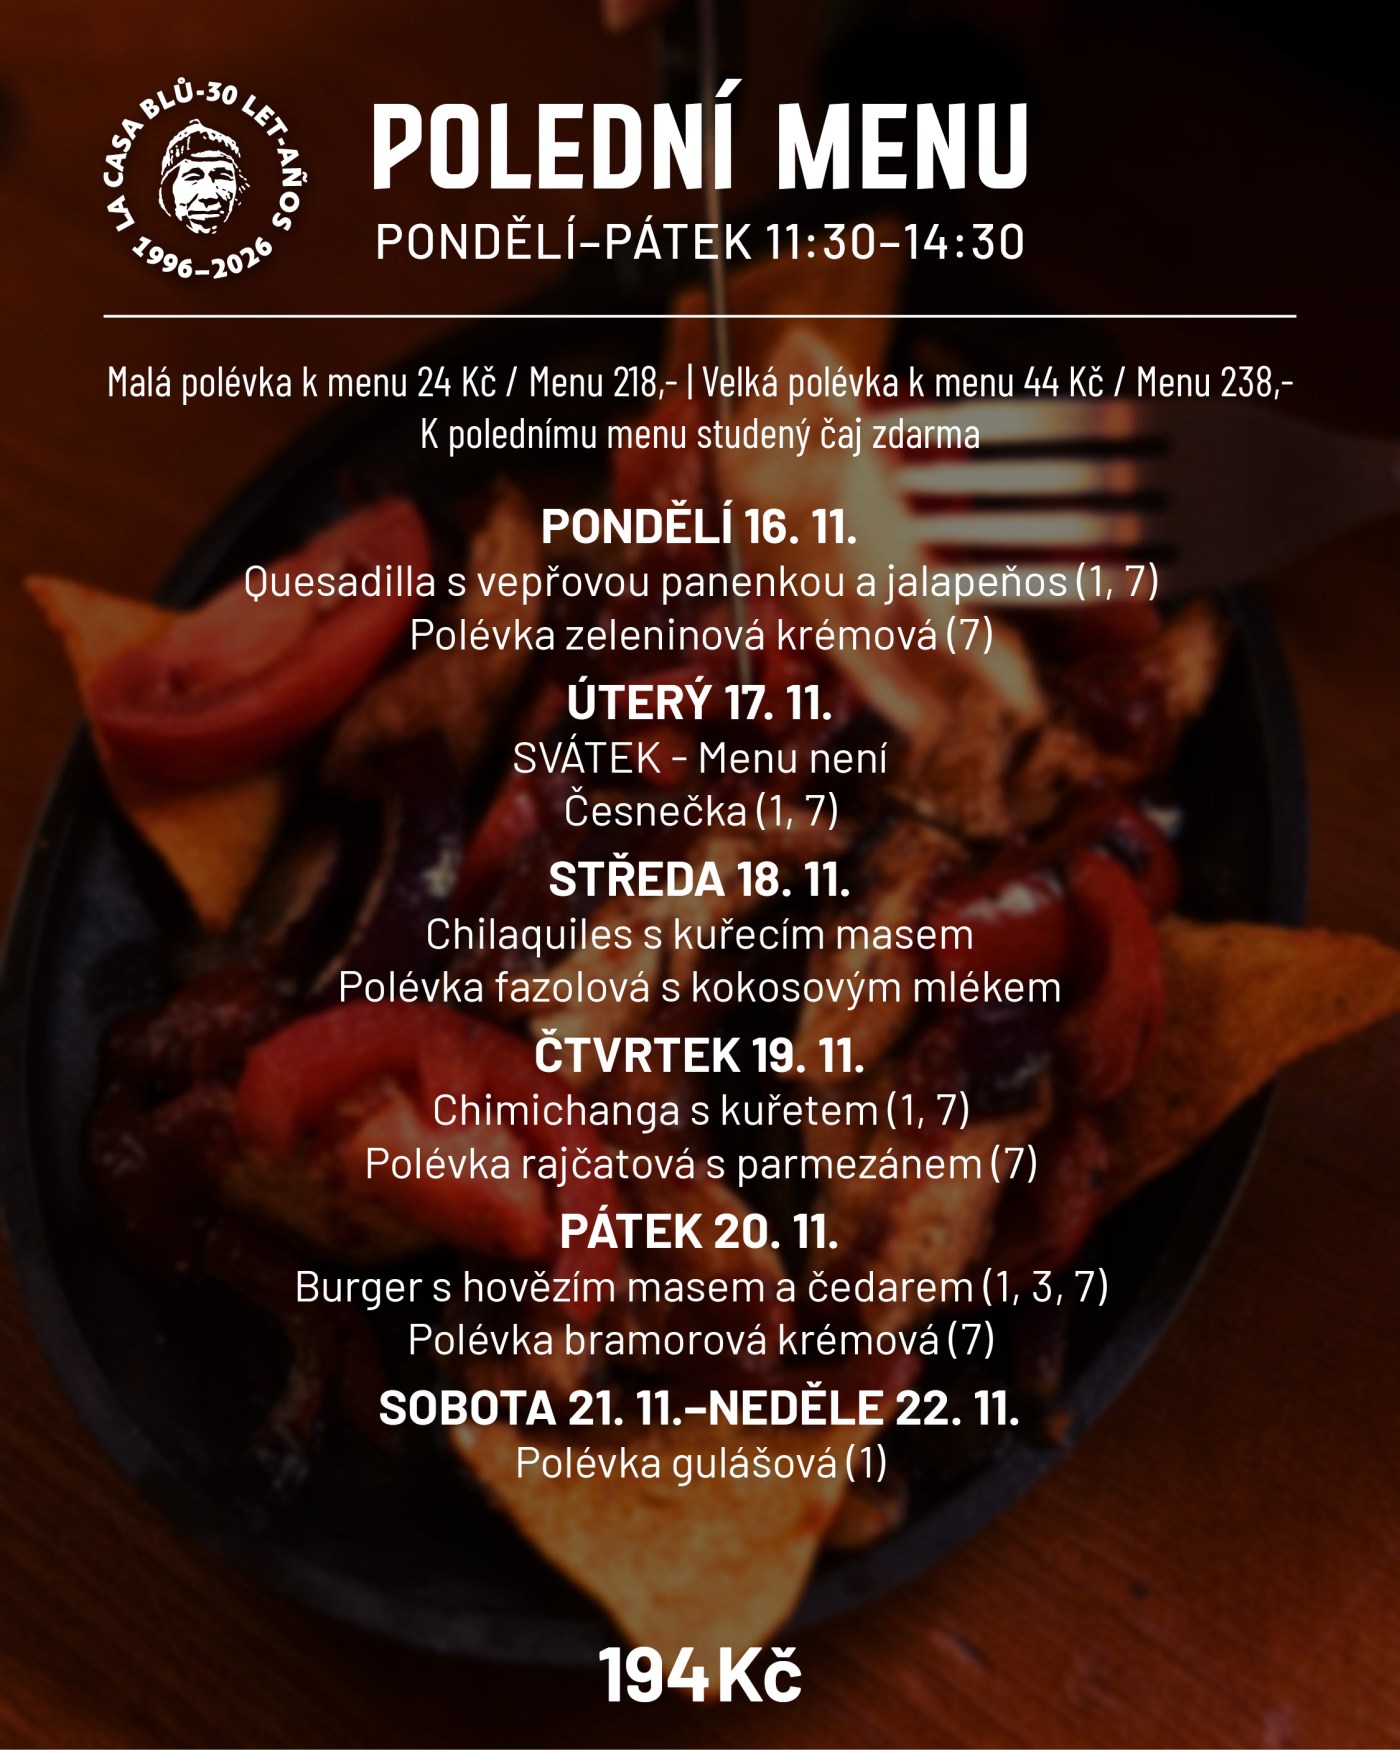 LA CASA BLŮ-30 LET-AÑOS
1996–2026
POLEDNÍ MENU
PONDĚLÍ–PÁTEK 11:30–14:30
Malá polévka k menu 24 Kč / Menu 218,- | Velká polévka k menu 44 Kč / Menu 238,-
K polednímu menu studený čaj zdarma
PONDĚLÍ 16. 11.
Quesadilla s vepřovou panenkou a jalapeňos (1, 7)
Polévka zeleninová krémová (7)
ÚTERÝ 17. 11.
SVÁTEK - Menu není
Česnečka (1, 7)
STŘEDA 18. 11.
Chilaquiles s kuřecím masem
Polévka fazolová s kokosovým mlékem
ČTVRTEK 19. 11.
Chimichanga s kuřetem (1, 7)
Polévka rajčatová s parmezánem (7)
PÁTEK 20. 11.
Burger s hovězím masem a čedarem (1, 3, 7)
Polévka bramorová krémová (7)
SOBOTA 21. 11.–NEDĚLE 22. 11.
Polévka gulášová (1)
194 Kč